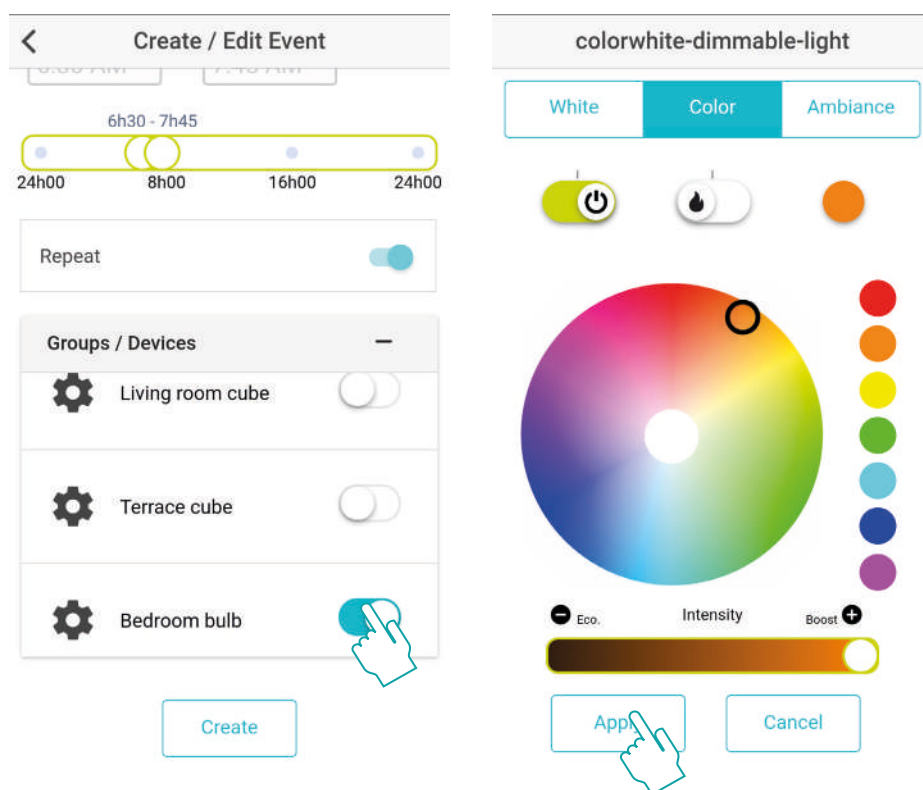 Create / Edit Event
6h30 - 7h45
24h00 8h00 16h00 24h00
Repeat
Groups / Devices
Living room cube
Terrace cube
Bedroom bulb
Create
colorwhite-dimmable-light
White Color Ambiance
Eco. Intensity Boost
Apply Cancel